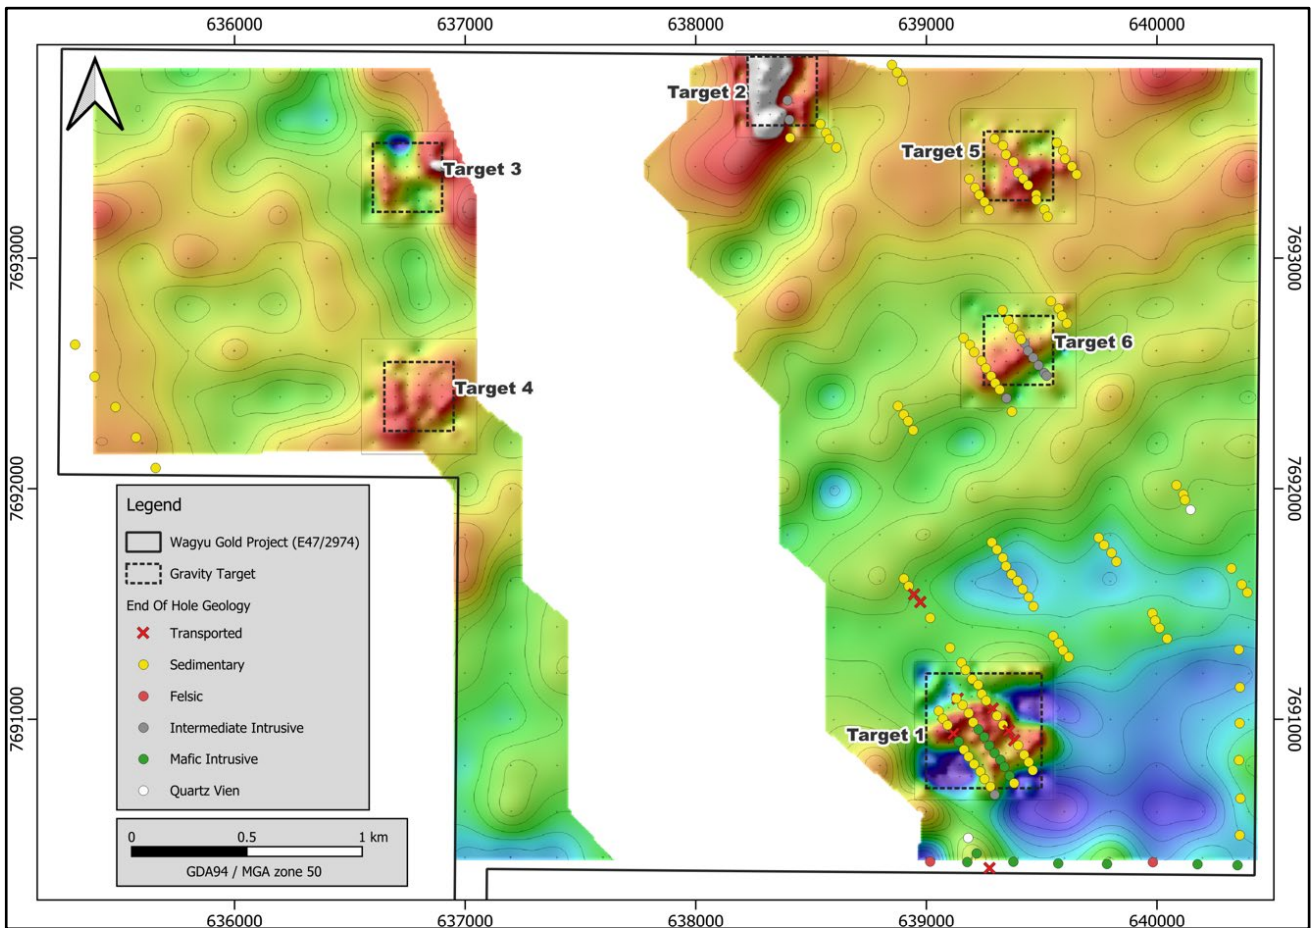 636000 637000 638000 639000 640000
Target 2
Target 5
Target 3
7693000 7693000
Target 6
Target 4
7692000 7692000
Legend
Wagyu Gold Project (E47/2974)
Gravity Target
End Of Hole Geology
Transported
Sedimentary
Felsic
Intermediate Intrusive
Mafic Intrusive
Quartz Vien
7691000 7691000
Target 1
0 0.5 1 km
GDA94 / MGA zone 50
636000 637000 638000 639000 640000